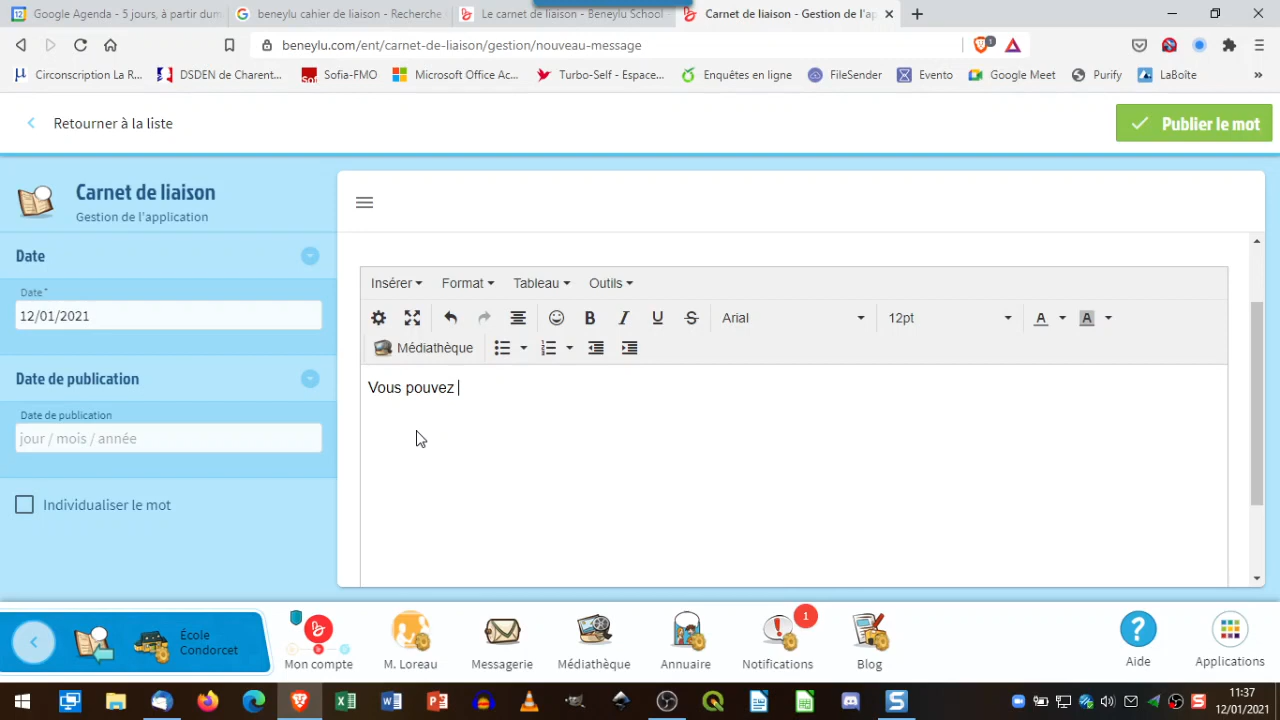 Google Agenda - 5 jours, à partir dum
beneylu cahier de liaison - Recherche
Le carnet de liaison - Beneylu School
Carnet de liaison - Gestion de l'ap
beneylu.com/ent/carnet-de-liaison/gestion/nouveau-message
1
Circonscription La R...
DSDEN de Charent...
Sofia-FMO
Microsoft Office Ac...
Turbo-Self - Espace...
Enquêtes en ligne
FileSender
Evento
Google Meet
Purify
LaBoîte
»
Retourner à la liste
Publier le mot
Carnet de liaison
Gestion de l'application
Date
Date *
12/01/2021
Date de publication
Date de publication
jour / mois / année
Individualiser le mot
Insérer
Format
Tableau
Outils
B
I
U
S
Arial
12pt
A
A
Médiathèque
Vous pouvez
École
Condorcet
Mon compte
M. Loreau
Messagerie
Médiathèque
Annuaire
1
Notifications
Blog
?
Aide
Applications
11:37
12/01/2021